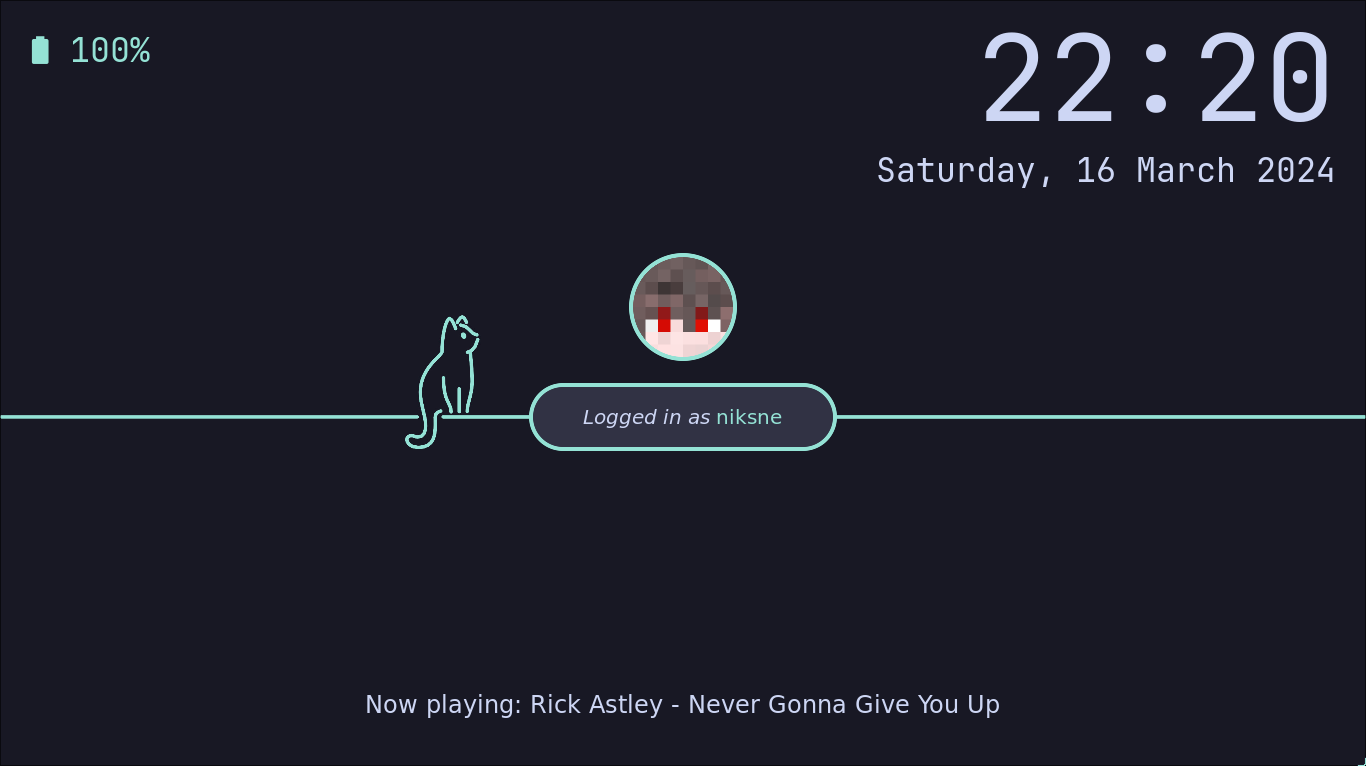 100%
22:20
Saturday, 16 March 2024
Logged in as niksne
Now playing: Rick Astley - Never Gonna Give You Up